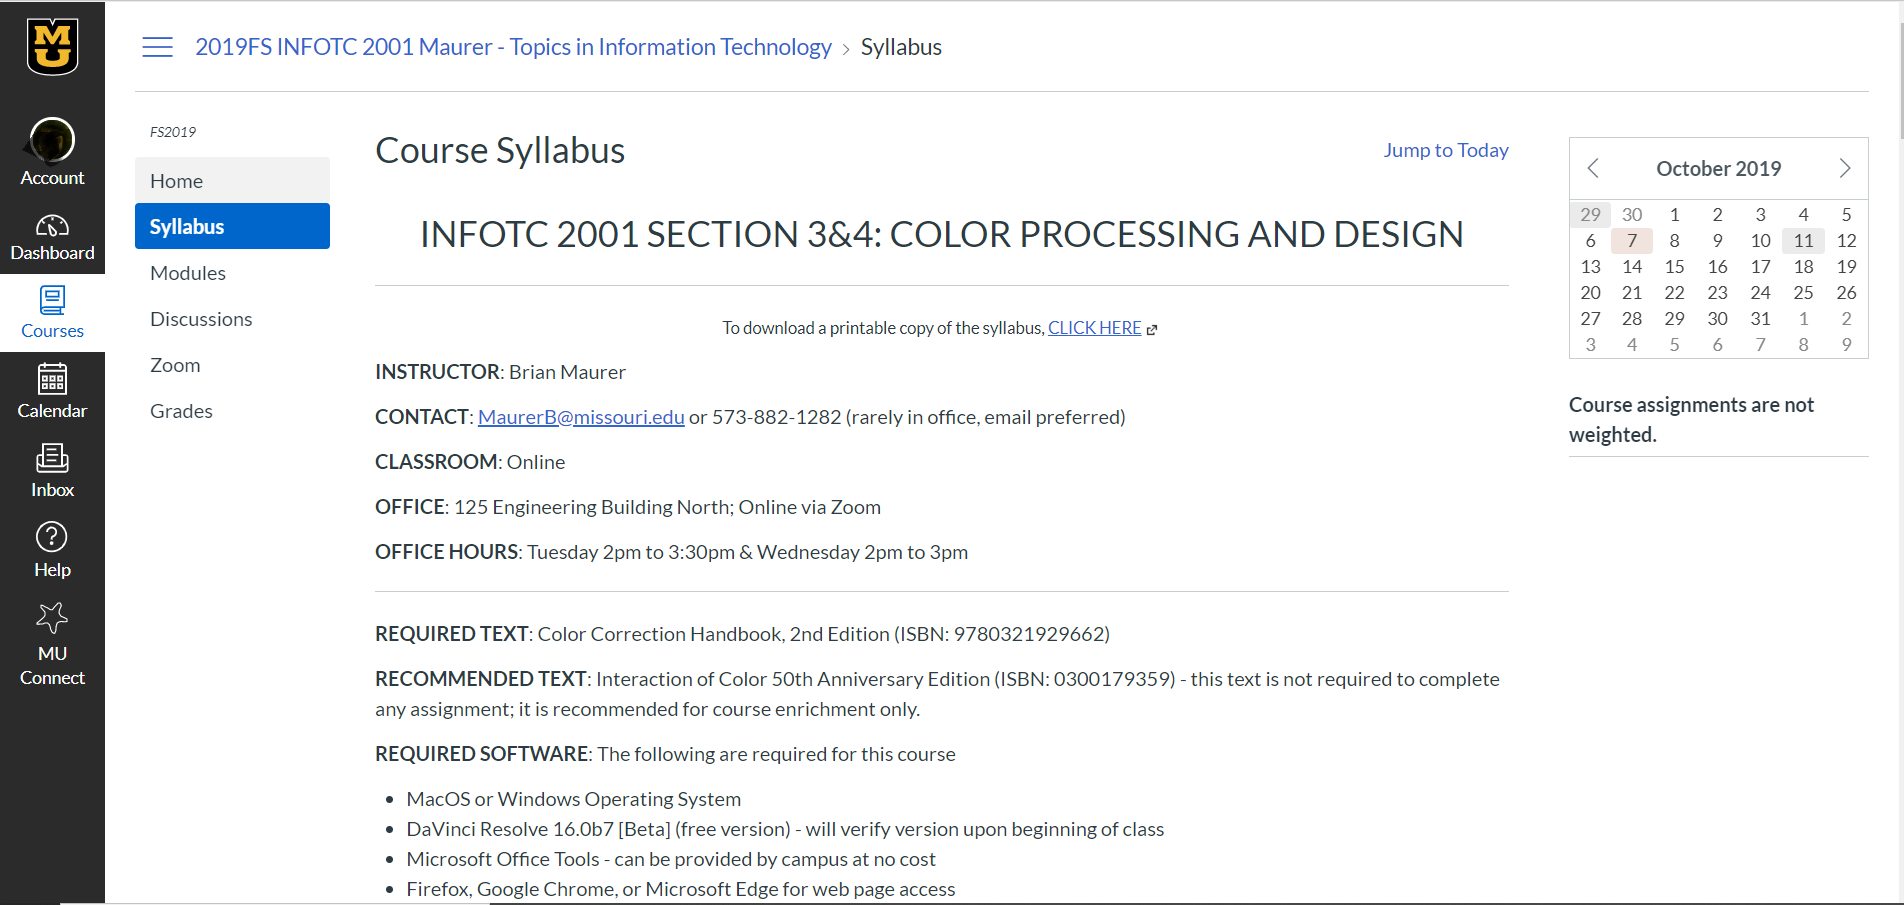 MU
Account
Dashboard
Courses
Calendar
Inbox
Help
MU
Connect
2019FS INFOTC 2001 Maurer - Topics in Information Technology › Syllabus
FS2019
Home
Syllabus
Modules
Discussions
Zoom
Grades
Course Syllabus
Jump to Today
INFOTC 2001 SECTION 3&4: COLOR PROCESSING AND DESIGN
To download a printable copy of the syllabus, CLICK HERE
INSTRUCTOR: Brian Maurer
CONTACT: MaurerB@missouri.edu or 573-882-1282 (rarely in office, email preferred)
CLASSROOM: Online
OFFICE: 125 Engineering Building North; Online via Zoom
OFFICE HOURS: Tuesday 2pm to 3:30pm & Wednesday 2pm to 3pm
REQUIRED TEXT: Color Correction Handbook, 2nd Edition (ISBN: 9780321929662)
RECOMMENDED TEXT: Interaction of Color 50th Anniversary Edition (ISBN: 0300179359) - this text is not required to complete
any assignment; it is recommended for course enrichment only.
REQUIRED SOFTWARE: The following are required for this course
• MacOS or Windows Operating System
• DaVinci Resolve 16.0b7 [Beta] (free version) - will verify version upon beginning of class
• Microsoft Office Tools - can be provided by campus at no cost
• Firefox, Google Chrome, or Microsoft Edge for web page access
October 2019
29 30 1 2 3 4 5
6 7 8 9 10 11 12
13 14 15 16 17 18 19
20 21 22 23 24 25 26
27 28 29 30 31 1 2
3 4 5 6 7 8 9
Course assignments are not
weighted.